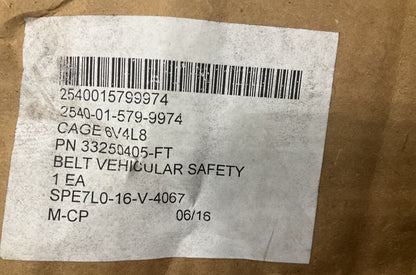 2540015799974
2540-01-579-9974
CAGE 6V4L8
PN 33250405-FT
BELT VEHICULAR SAFETY
1 EA
SPE7L0-16-V-4067
M-CP 06/16